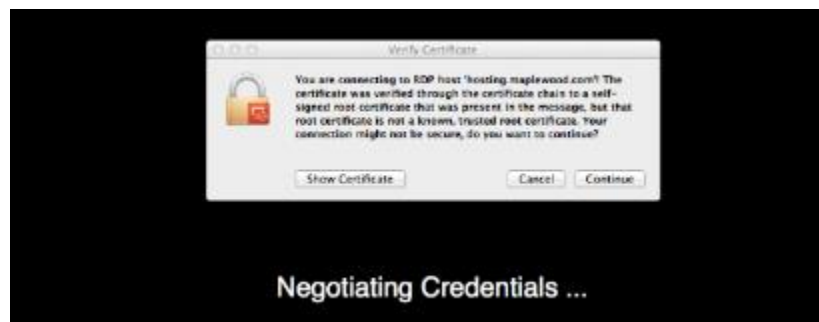 Verify Certificate
You are connecting to RDP host "hosting.maplewood.com". The
certificate was verified through the certificate chain to a self-
signed root certificate that was present in the message, but that
root certificate is not a known, trusted root certificate. Your
connection might not be secure, do you want to continue?
Show Certificate
Cancel
Continue
Negotiating Credentials ...